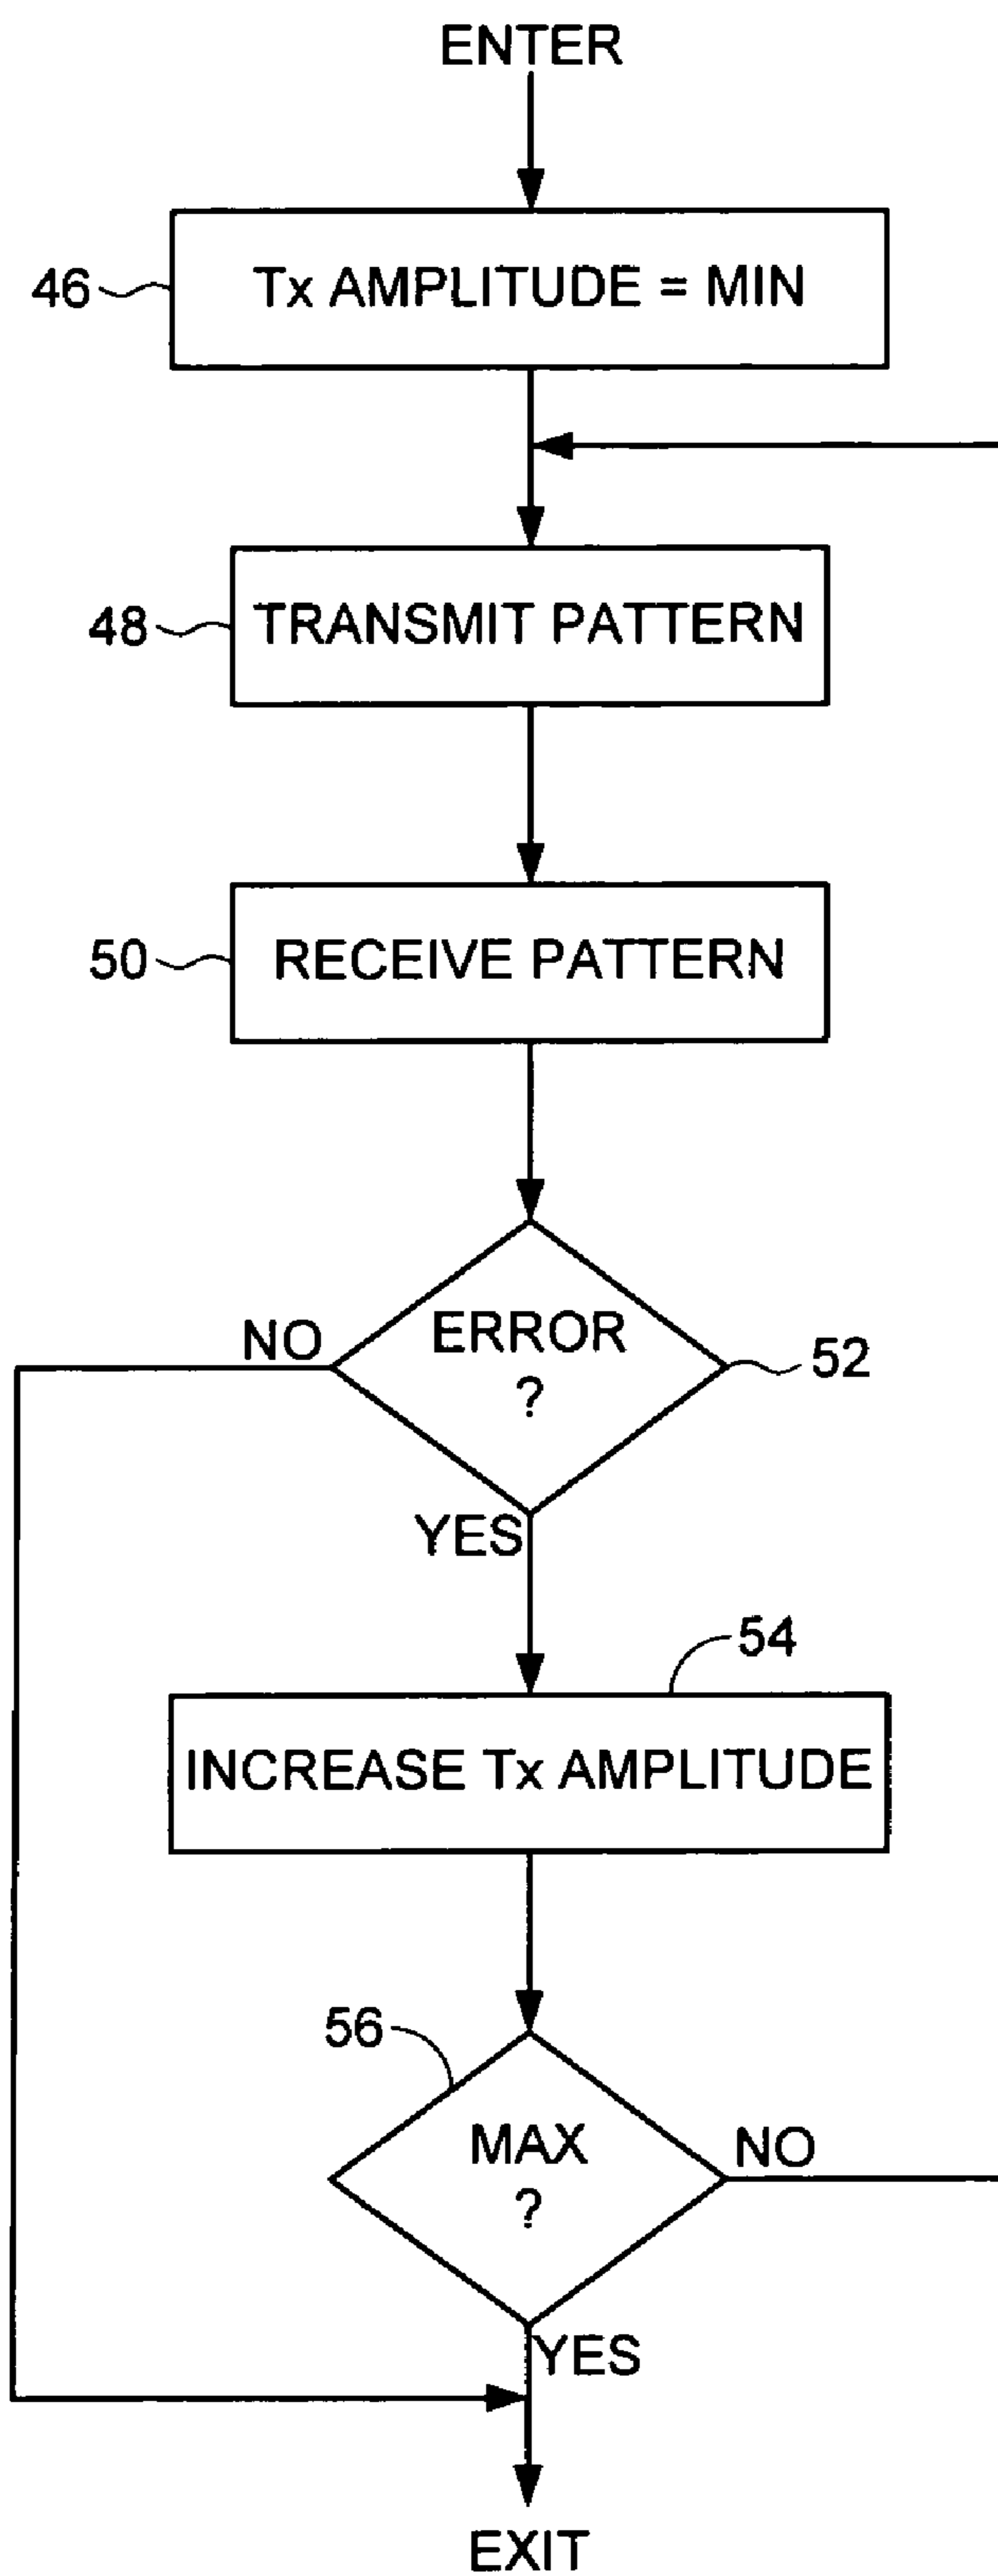 ENTER
46
Tx AMPLITUDE = MIN
48
TRANSMIT PATTERN
50
RECEIVE PATTERN
NO
ERROR
?
52
YES
54
INCREASE Tx AMPLITUDE
56
MAX
?
NO
YES
EXIT